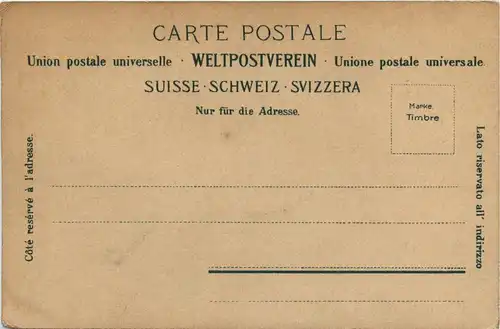 CARTE POSTALE
Union postale universelle · WELTPOSTVEREIN · Unione postale universale
SUISSE · SCHWEIZ · SVIZZERA
Nur für die Adresse.
Marke.
Timbre
Côté resérvé à l'adresse.
Lato riservato all' indirizzo